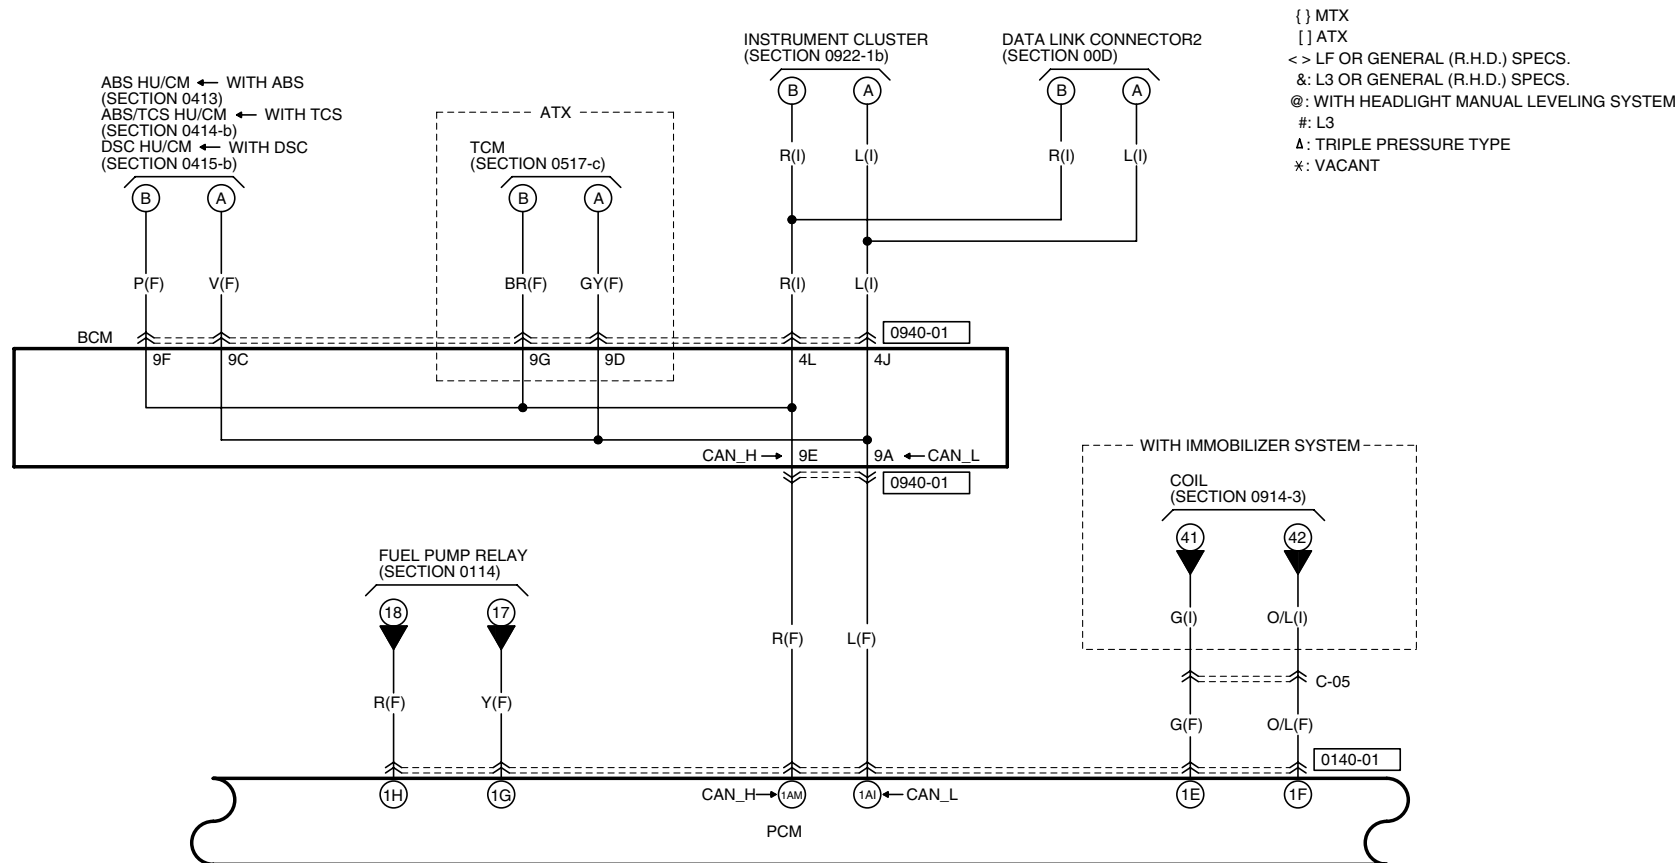 { } MTX
[ ] ATX
< > LF OR GENERAL (R.H.D.) SPECS.
&: L3 OR GENERAL (R.H.D.) SPECS.
@: WITH HEADLIGHT MANUAL LEVELING SYSTEM
#: L3
Δ: TRIPLE PRESSURE TYPE
*: VACANT
INSTRUMENT CLUSTER
(SECTION 0922-1b)
B A
DATA LINK CONNECTOR2
(SECTION 00D)
B A
ABS HU/CM ← WITH ABS
(SECTION 0413)
ABS/TCS HU/CM ← WITH TCS
(SECTION 0414-b)
DSC HU/CM ← WITH DSC
(SECTION 0415-b)
B A
ATX
TCM
(SECTION 0517-c)
B A
R(I) L(I) R(I) L(I)
P(F) V(F) BR(F) GY(F) R(I) L(I)
BCM
0940-01
9F 9C 9G 9D 4L 4J
CAN_H → 9E 9A ← CAN_L
0940-01
WITH IMMOBILIZER SYSTEM
COIL
(SECTION 0914-3)
41 42
FUEL PUMP RELAY
(SECTION 0114)
18 17
R(F) L(F) G(I) O/L(I)
C-05
R(F) Y(F) G(F) O/L(F)
0140-01
1H 1G CAN_H → 1AM 1AI ← CAN_L 1E 1F
PCM